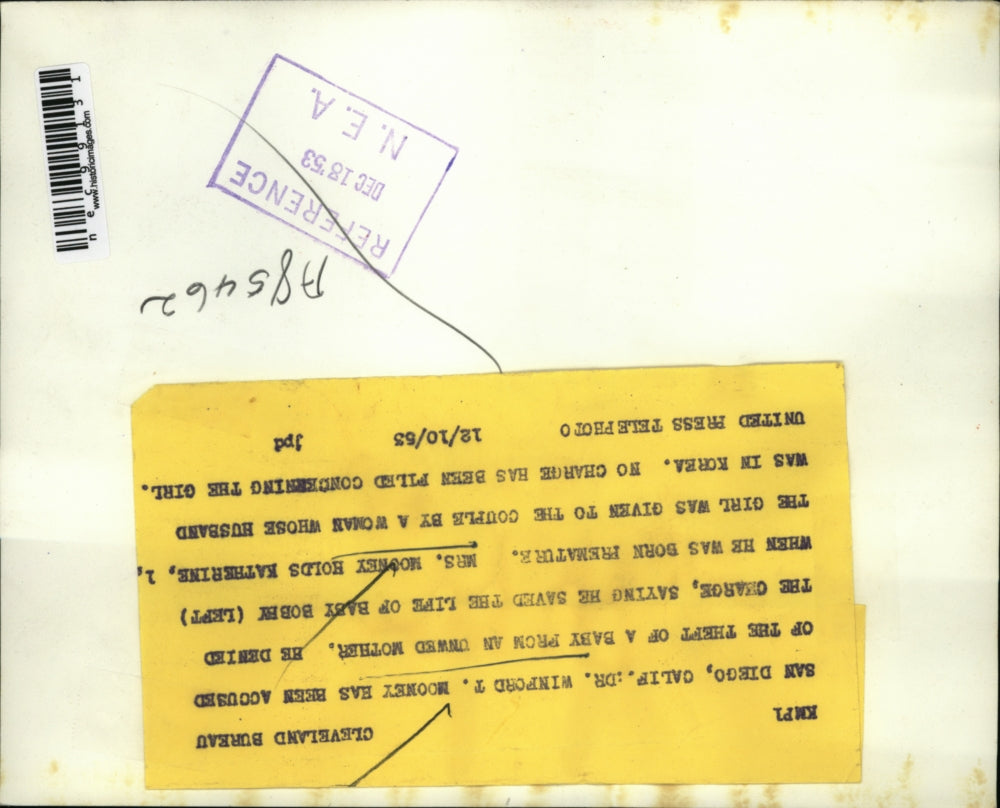 KMP1 CLEVELAND BUREAU
SAN DIEGO, CALIF.:DR. WINFORD T. MOONEY HAS BEEN ACCUSED
OF THE THEFT OF A BABY FROM AN UNWED MOTHER. HE DENIED
THE CHARGE, SAYING HE SAVED THE LIFE OF BABY BOBBY (LEFT)
WHEN HE WAS BORN PREMATURE. MRS. MOONEY HOLDS KATHERINE, 1,
THE GIRL WAS GIVEN TO THE COUPLE BY A WOMAN WHOSE HUSBAND
WAS IN KOREA. NO CHARGE HAS BEEN FILED CONCERNING THE GIRL.
UNITED PRESS TELEPHOTO 12/10/53 jpd
A85462
REFERENCE
DEC 18'53
N. E. A.
nec99131
www.historicimages.com